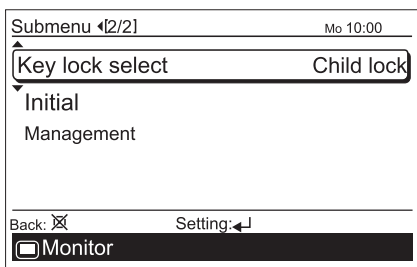 Submenu [2/2] Mo 10:00
Key lock select Child lock
Initial
Management
Back: Setting:
Monitor